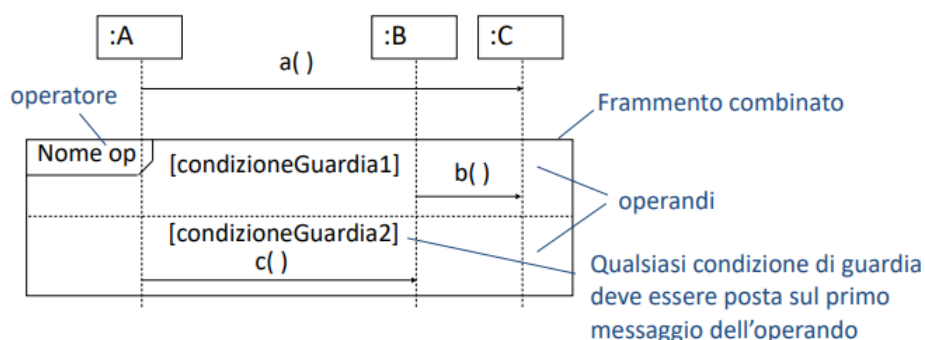 :A
:B
:C
a( )
operatore
Frammento combinato
Nome op
[condizioneGuardia1]
b( )
operandi
[condizioneGuardia2]
c( )
Qualsiasi condizione di guardia
deve essere posta sul primo
messaggio dell'operando